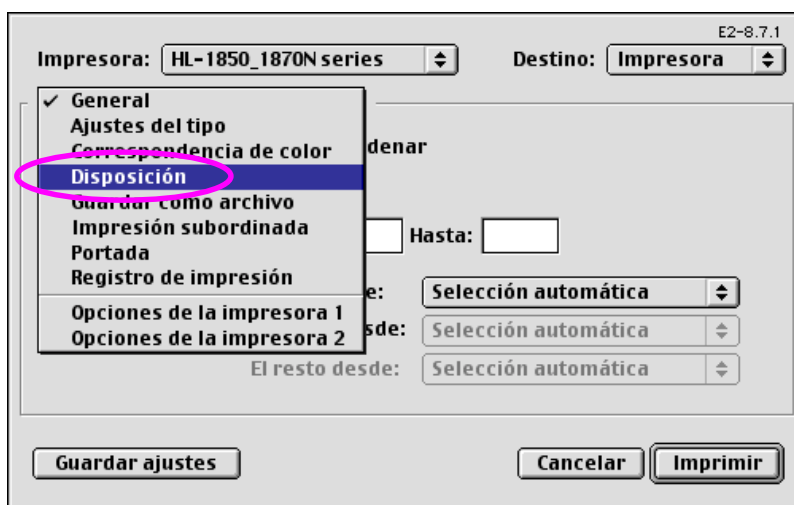 E2-8.7.1
Impresora: HL-1850_1870N series Destino: Impresora
✓ General
Ajustes del tipo
Correspondencia de color denar
Disposición
Guardar como archivo
Impresión subordinada Hasta:
Portada
Registro de impresión
e: Selección automática
Opciones de la impresora 1
Opciones de la impresora 2 sde: Selección automática
El resto desde: Selección automática
Guardar ajustes Cancelar Imprimir